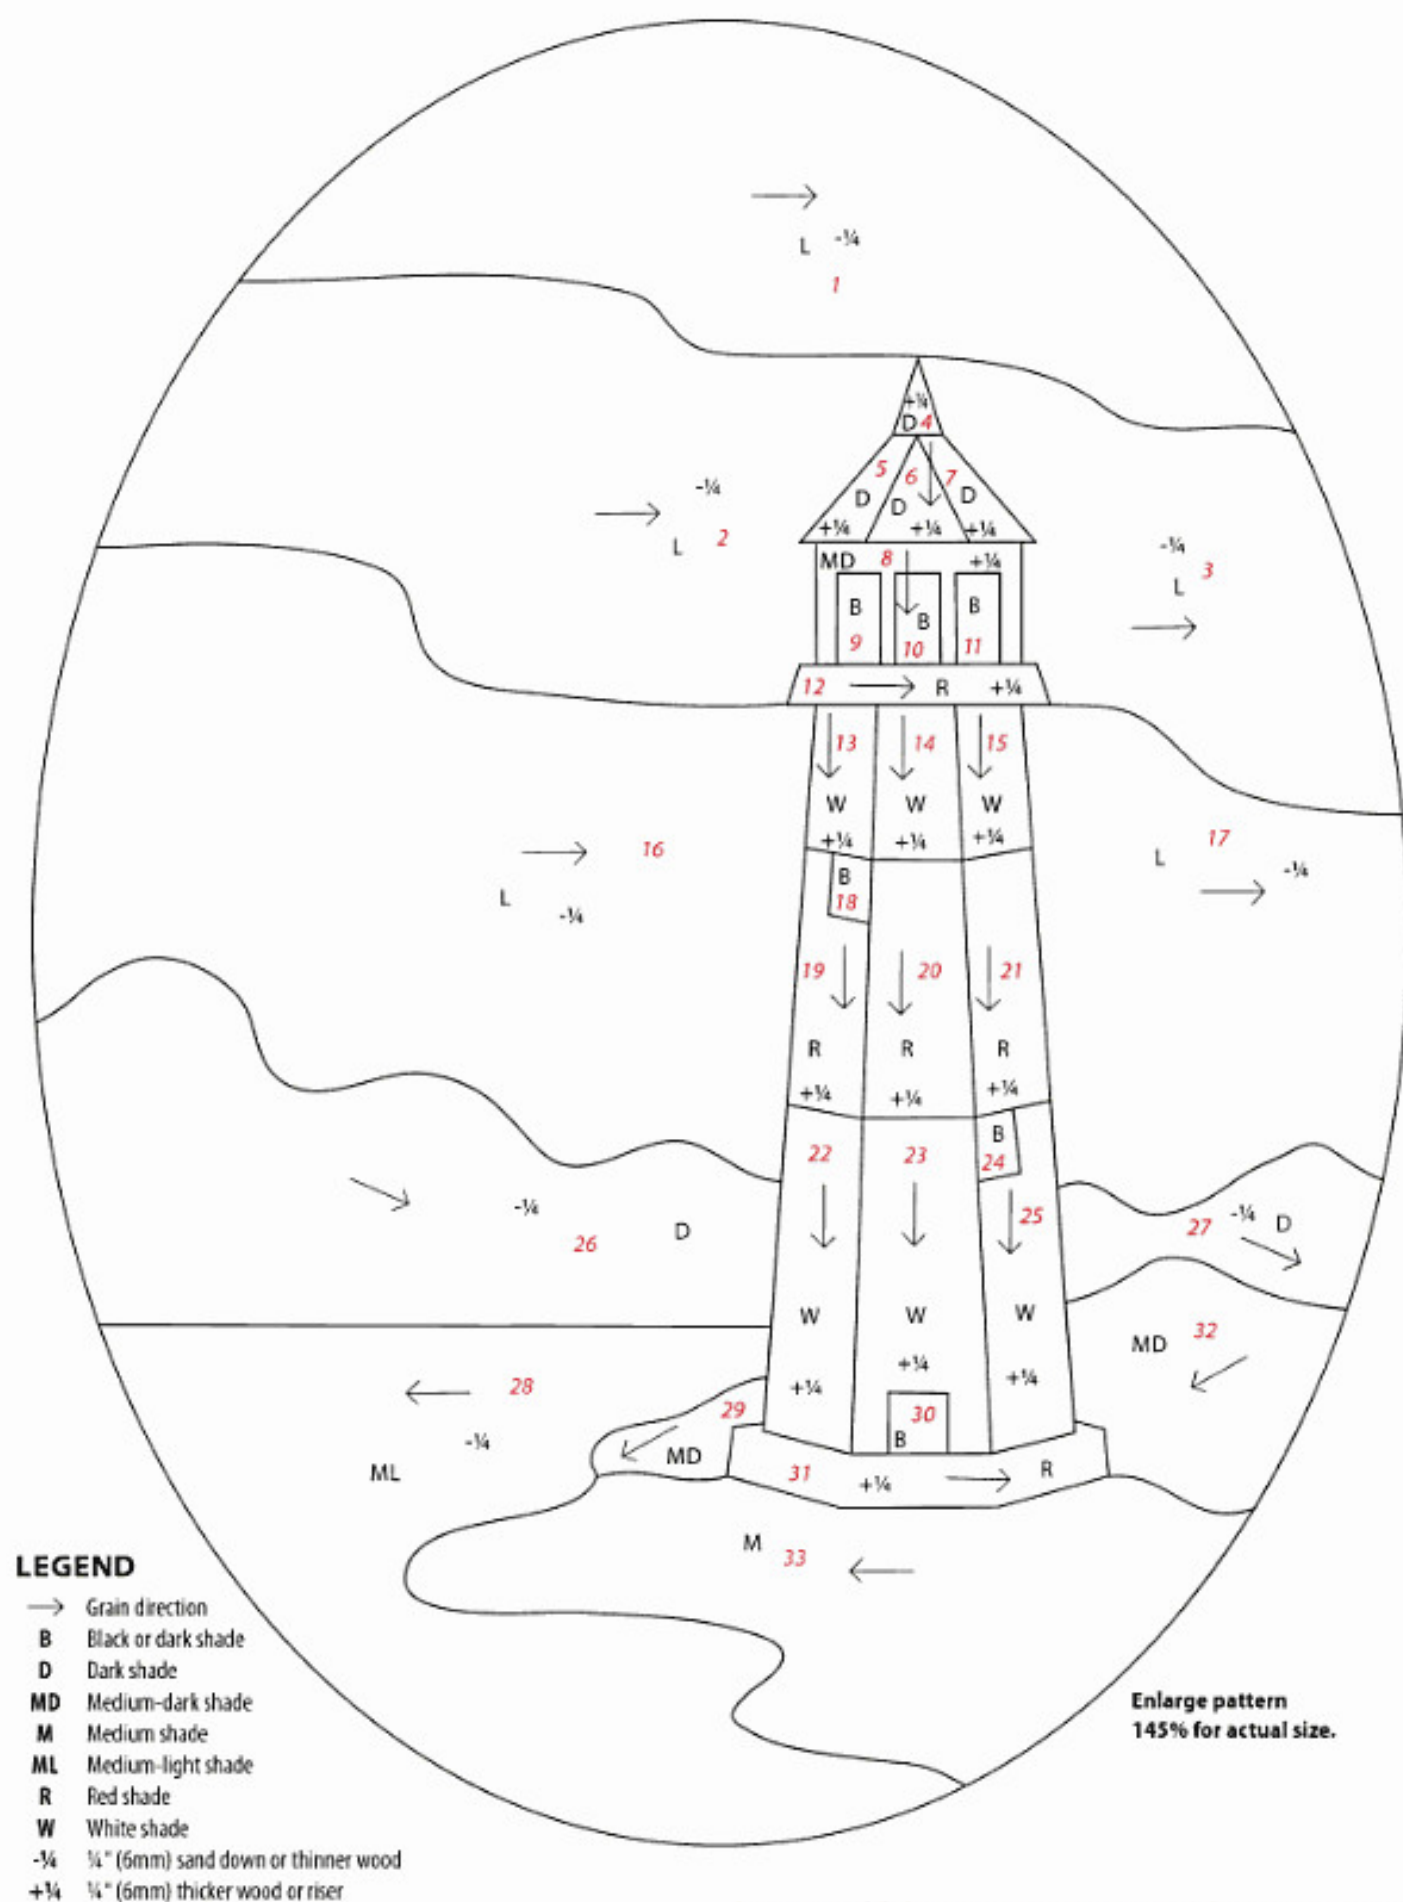 L -¼
1
+¼
D 4
5 6 7
D D D
+¼ +¼ +¼
-¼
L 2
-¼
3
L
MD 8 +¼
B B B
9 10 11
12 R +¼
13 14 15
W W W
+¼ +¼ +¼
16
L
-¼
17
L -¼
B
18
19 20 21
R R R
+¼ +¼ +¼
22 23
B
24
25
-¼
26 D
27 -¼ D
W W W
+¼ +¼ +¼
MD 32
28
-¼
ML
29
MD
30
B
31 +¼ R
M 33
LEGEND
→ Grain direction
B Black or dark shade
D Dark shade
MD Medium-dark shade
M Medium shade
ML Medium-light shade
R Red shade
W White shade
-¼ ¼" (6mm) sand down or thinner wood
+¼ ¼" (6mm) thicker wood or riser
Enlarge pattern
145% for actual size.